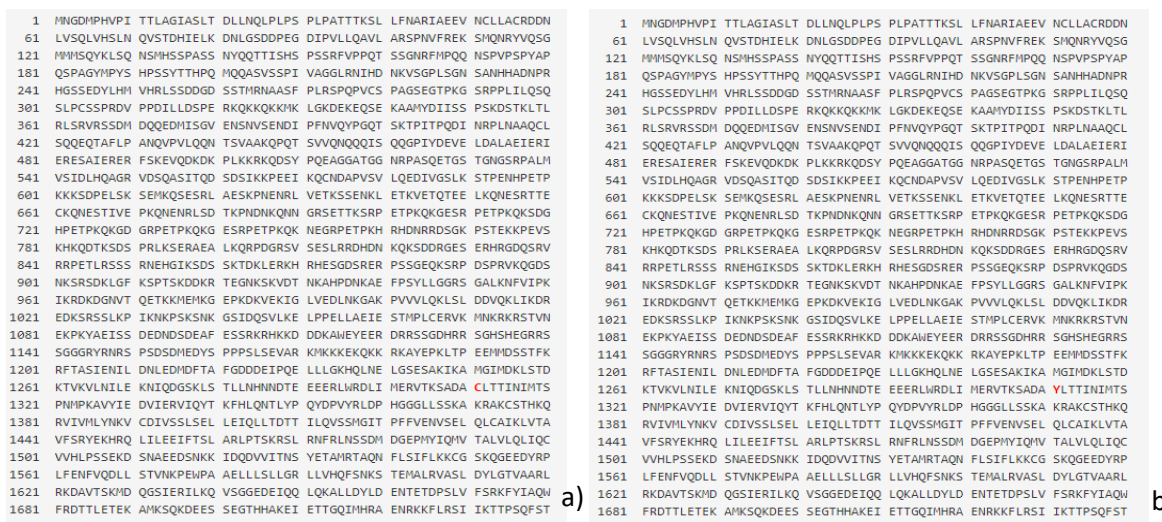 1 MNGDMPHVPI TTLAGIASLT DLLNQLPLPS PLPATTTKSL LFNARIAEEV NCLLACRDDN
61 LVSQLVHSLN QVSTDHIELK DNLGSDDPEG DIPVLLQAVL ARSPNVFREK SMQNRYVQSG
121 MMMSQYKLSQ NSMHSSPASS NYQQTTISHS PSSRFVPPQT SSGNRFMPQQ NSPVPSPYAP
181 QSPAGYMPYS HPSSYTTHPQ MQQASVSSPI VAGGLRNIHD NKVSGPLSGN SANHHADNPR
241 HGSSEDYLHM VHRLSSDDGD SSTMRNAASF PLRSPQPVCS PAGSEGTPKG SRPPLILQSQ
301 SLPCSSPRDV PPDILLDSPE RKQKKQKKMK LGKDEKEQSE KAAMYDIISS PSKDSTKLTL
361 RLSRVRSSDM DQQEDMISGV ENSNVSENDI PFNVQYPGQT SKTPITPQDI NRPLNAAQCL
421 SQQEQTAFLP ANQVPVLQQN TSVAAKQPQT SVVQNQQQIS QQGPIYDEVE LDALAEIERI
481 ERESAIERER FSKEVQDKDK PLKKRKQDSY PQEAGGATGG NRPASQETGS TGNGSRPALM
541 VSIDLHQAGR VDSQASITQD SDSIKKPEEI KQCNDAPVSV LQEDIVGSLK STPENHPETP
601 KKKSDPELSK SEMKQSESRL AESKPNENRL VETKSSENKL ETKVETQTEE LKQNESRTTE
661 CKQNESTIVE PKQNENRLSD TKPNDNKQNN GRSETTKSRP ETPKQKGESR PETPKQKSDG
721 HPETPKQKGD GRPETPKQKG ESRPETPKQK NEGRPETPKH RHDNRRDSGK PSTEKKPEVS
781 KHKQDTKSDS PRLKSERAEA LKQRPDGRSV SESLRRDHDN KQKSDDRGES ERHRGDQSRV
841 RRPETLRSSS RNEHGIKSDS SKTDKLERKH RHESGDSRER PSSGEQKSRP DSPRVKQGDS
901 NKSRSDKLGF KSPTSKDDKR TEGNKSKVDT NKAHPDNKAE FPSYLLGGRS GALKNFVIPK
961 IKRDKDGNVT QETKKMEMKG EPKDKVEKIG LVEDLNKGAK PVVVLQKLSL DDVQKLIKDR
1021 EDKSRSSLKP IKNKPSKSNK GSIDQSVLKE LPPELLAEIE STMPLCERVK MNKRKRSTVN
1081 EKPKYAEISS DEDNDSDEAF ESSRKRHKKD DDKAWEYEER DRRSSGDHRR SGHSHEGRRS
1141 SGGGRYRNRS PSDSDMEDYS PPPSLSEVAR KMKKKEKQKK RKAYEPKLTP EEMMDSSTFK
1201 RFTASIENIL DNLEDMDFTA FGDDDEIPQE LLLGKHQLNE LGSESAKIKA MGIMDKLSTD
1261 KTVKVLNILE KNIQDGSKLS TLLNHNNDTE EEERLWRDLI MERVTKSADA CLTTINIMTS
1321 PNMPKAVYIE DVIERVIQYT KFHLQNTLYP QYDPVYRLDP HGGGLLSSKA KRAKCSTHKQ
1381 RVIVMLYNKV CDIVSSLSEL LEIQLLTDTT ILQVSSMGIT PFFVENVSEL QLCAIKLVTA
1441 VFSRYEKHRQ LILEEIFTSL ARLPTSKRSL RNFRLNSSDM DGEPMYIQMV TALVLQLIQC
1501 VVHLPSSEKD SNAEEDSNKK IDQDVVITNS YETAMRTAQN FLSIFLKKCG SKQGEEDYRP
1561 LFENFVQDLL STVNKPEWPA AELLLSLLGR LLVHQFSNKS TEMALRVASL DYLGTVAARL
1621 RKDAVTSKMD QGSIERILKQ VSGGEDEIQQ LQKALLDYLD ENTETDPSLV FSRKFYIAQW
1681 FRDTTLETEK AMKSQKDEES SEGTHHAKEI ETTGQIMHRA ENRKKFLRSI IKTTPSQFST
a)
1 MNGDMPHVPI TTLAGIASLT DLLNQLPLPS PLPATTTKSL LFNARIAEEV NCLLACRDDN
61 LVSQLVHSLN QVSTDHIELK DNLGSDDPEG DIPVLLQAVL ARSPNVFREK SMQNRYVQSG
121 MMMSQYKLSQ NSMHSSPASS NYQQTTISHS PSSRFVPPQT SSGNRFMPQQ NSPVPSPYAP
181 QSPAGYMPYS HPSSYTTHPQ MQQASVSSPI VAGGLRNIHD NKVSGPLSGN SANHHADNPR
241 HGSSEDYLHM VHRLSSDDGD SSTMRNAASF PLRSPQPVCS PAGSEGTPKG SRPPLILQSQ
301 SLPCSSPRDV PPDILLDSPE RKQKKQKKMK LGKDEKEQSE KAAMYDIISS PSKDSTKLTL
361 RLSRVRSSDM DQQEDMISGV ENSNVSENDI PFNVQYPGQT SKTPITPQDI NRPLNAAQCL
421 SQQEQTAFLP ANQVPVLQQN TSVAAKQPQT SVVQNQQQIS QQGPIYDEVE LDALAEIERI
481 ERESAIERER FSKEVQDKDK PLKKRKQDSY PQEAGGATGG NRPASQETGS TGNGSRPALM
541 VSIDLHQAGR VDSQASITQD SDSIKKPEEI KQCNDAPVSV LQEDIVGSLK STPENHPETP
601 KKKSDPELSK SEMKQSESRL AESKPNENRL VETKSSENKL ETKVETQTEE LKQNESRTTE
661 CKQNESTIVE PKQNENRLSD TKPNDNKQNN GRSETTKSRP ETPKQKGESR PETPKQKSDG
721 HPETPKQKGD GRPETPKQKG ESRPETPKQK NEGRPETPKH RHDNRRDSGK PSTEKKPEVS
781 KHKQDTKSDS PRLKSERAEA LKQRPDGRSV SESLRRDHDN KQKSDDRGES ERHRGDQSRV
841 RRPETLRSSS RNEHGIKSDS SKTDKLERKH RHESGDSRER PSSGEQKSRP DSPRVKQGDS
901 NKSRSDKLGF KSPTSKDDKR TEGNKSKVDT NKAHPDNKAE FPSYLLGGRS GALKNFVIPK
961 IKRDKDGNVT QETKKMEMKG EPKDKVEKIG LVEDLNKGAK PVVVLQKLSL DDVQKLIKDR
1021 EDKSRSSLKP IKNKPSKSNK GSIDQSVLKE LPPELLAEIE STMPLCERVK MNKRKRSTVN
1081 EKPKYAEISS DEDNDSDEAF ESSRKRHKKD DDKAWEYEER DRRSSGDHRR SGHSHEGRRS
1141 SGGGRYRNRS PSDSDMEDYS PPPSLSEVAR KMKKKEKQKK RKAYEPKLTP EEMMDSSTFK
1201 RFTASIENIL DNLEDMDFTA FGDDDEIPQE LLLGKHQLNE LGSESAKIKA MGIMDKLSTD
1261 KTVKVLNILE KNIQDGSKLS TLLNHNNDTE EEERLWRDLI MERVTKSADA YLTTINIMTS
1321 PNMPKAVYIE DVIERVIQYT KFHLQNTLYP QYDPVYRLDP HGGGLLSSKA KRAKCSTHKQ
1381 RVIVMLYNKV CDIVSSLSEL LEIQLLTDTT ILQVSSMGIT PFFVENVSEL QLCAIKLVTA
1441 VFSRYEKHRQ LILEEIFTSL ARLPTSKRSL RNFRLNSSDM DGEPMYIQMV TALVLQLIQC
1501 VVHLPSSEKD SNAEEDSNKK IDQDVVITNS YETAMRTAQN FLSIFLKKCG SKQGEEDYRP
1561 LFENFVQDLL STVNKPEWPA AELLLSLLGR LLVHQFSNKS TEMALRVASL DYLGTVAARL
1621 RKDAVTSKMD QGSIERILKQ VSGGEDEIQQ LQKALLDYLD ENTETDPSLV FSRKFYIAQW
1681 FRDTTLETEK AMKSQKDEES SEGTHHAKEI ETTGQIMHRA ENRKKFLRSI IKTTPSQFST
b